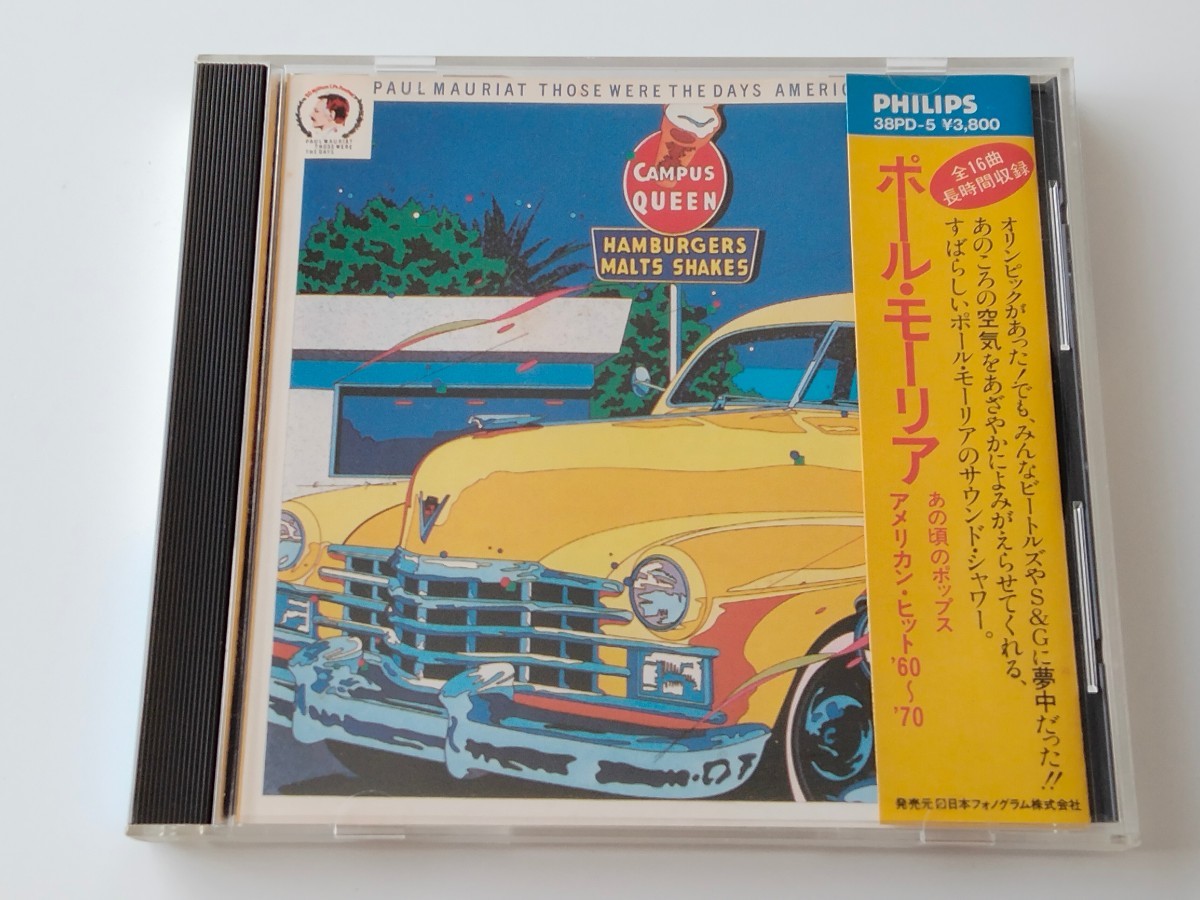 PAUL MAURIAT THOSE WERE THE DAYS AMERIC
PAUL MAURIAT
THOSE WERE
THE DAYS
CAMPUS
QUEEN
HAMBURGERS
MALTS SHAKES
PHILIPS
38PD-5 ¥3,800
全16曲
長時間収録
ポール・モーリア
あの頃のポップス
アメリカン・ヒット'60〜'70
オリンピックがあった!でも、みんなビートルズやS&Gに夢中だった!!
あのころの空気をあざやかによみがえらせてくれる、
すばらしいポール・モーリアのサウンド・シャワー。
発売元 日本フォノグラム株式会社